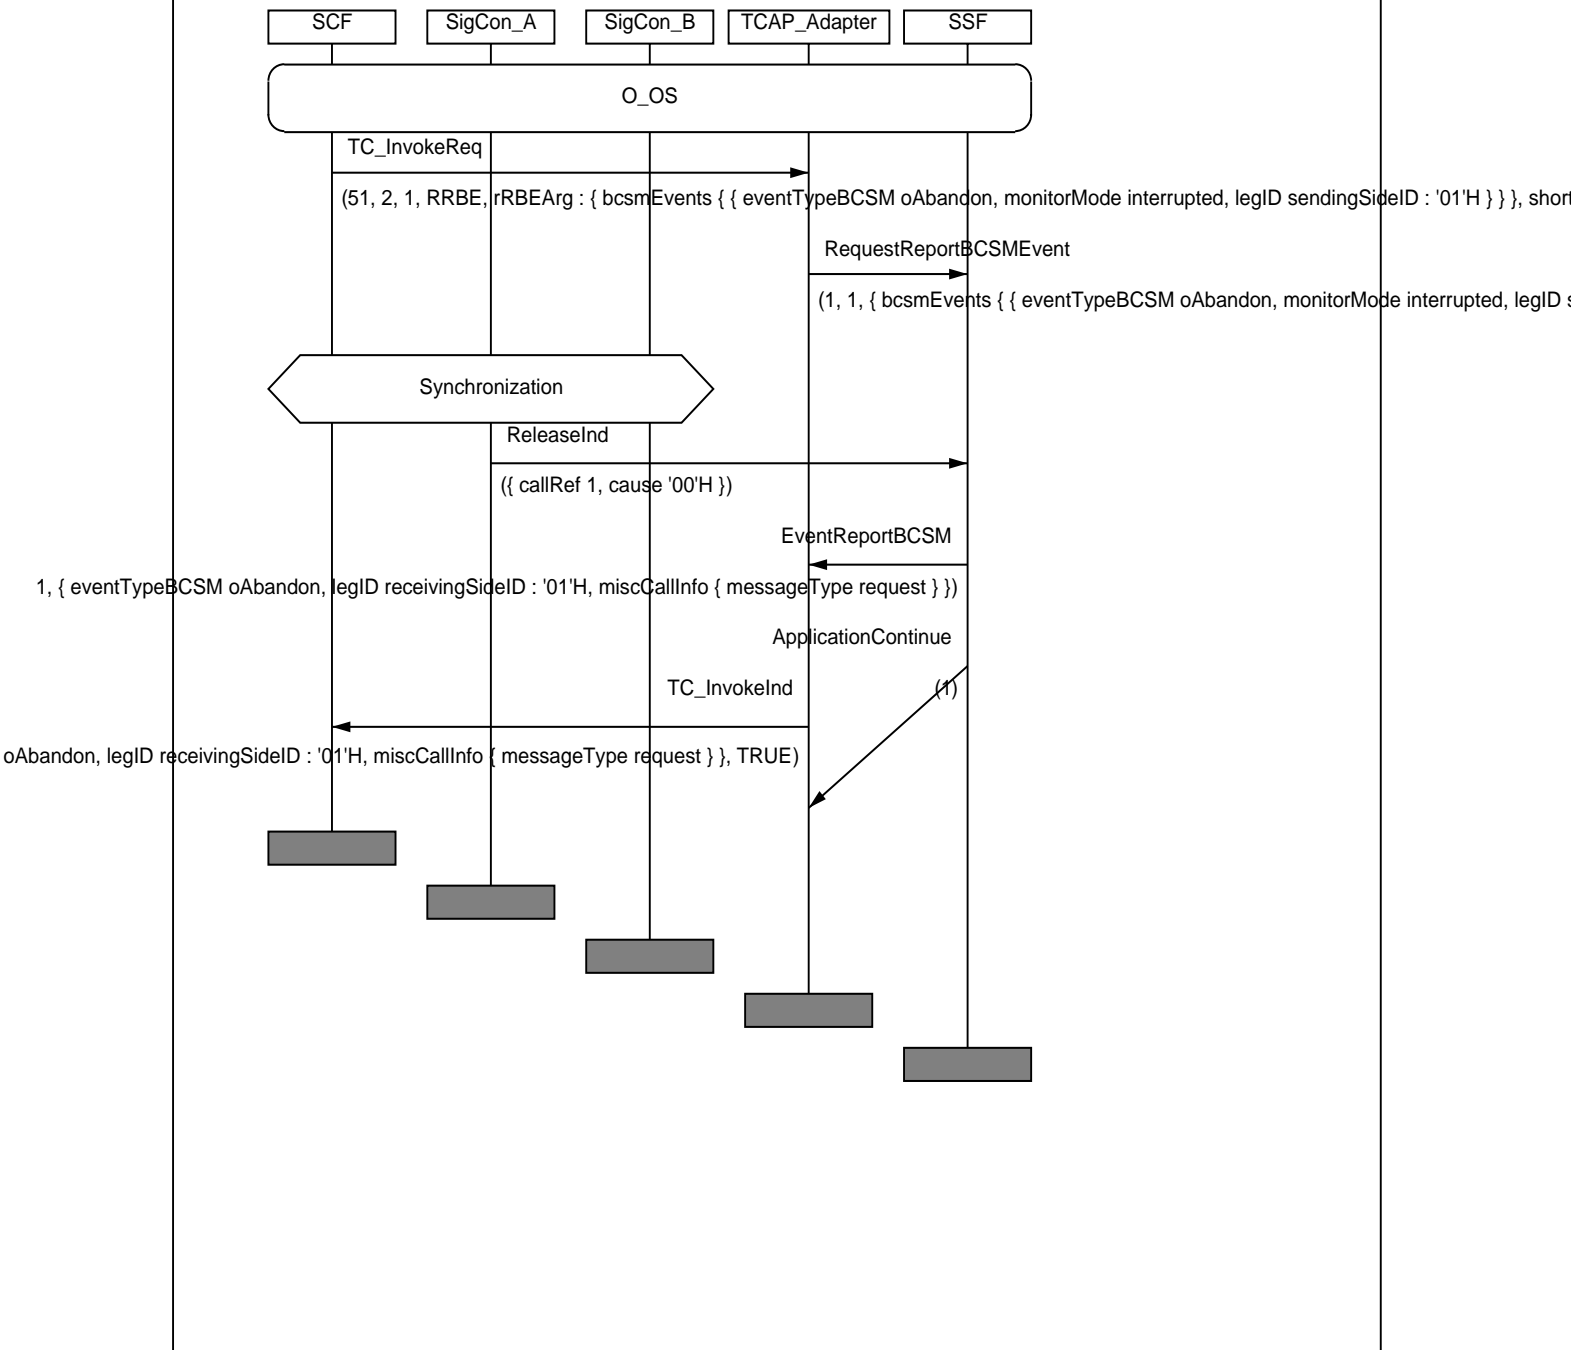 SCF SigCon_A SigCon_B TCAP_Adapter SSF
O_OS
TC_InvokeReq
(51, 2, 1, RRBE, rRBEArg : { bcsmEvents { { eventTypeBCSM oAbandon, monitorMode interrupted, legID sendingSideID : '01'H } } }, short
RequestReportBCSMEvent
(1, 1, { bcsmEvents { { eventTypeBCSM oAbandon, monitorMode interrupted, legID s
Synchronization
ReleaseInd
({ callRef 1, cause '00'H })
EventReportBCSM
1, { eventTypeBCSM oAbandon, legID receivingSideID : '01'H, miscCallInfo { messageType request } })
ApplicationContinue
TC_InvokeInd (1)
oAbandon, legID receivingSideID : '01'H, miscCallInfo { messageType request } }, TRUE)